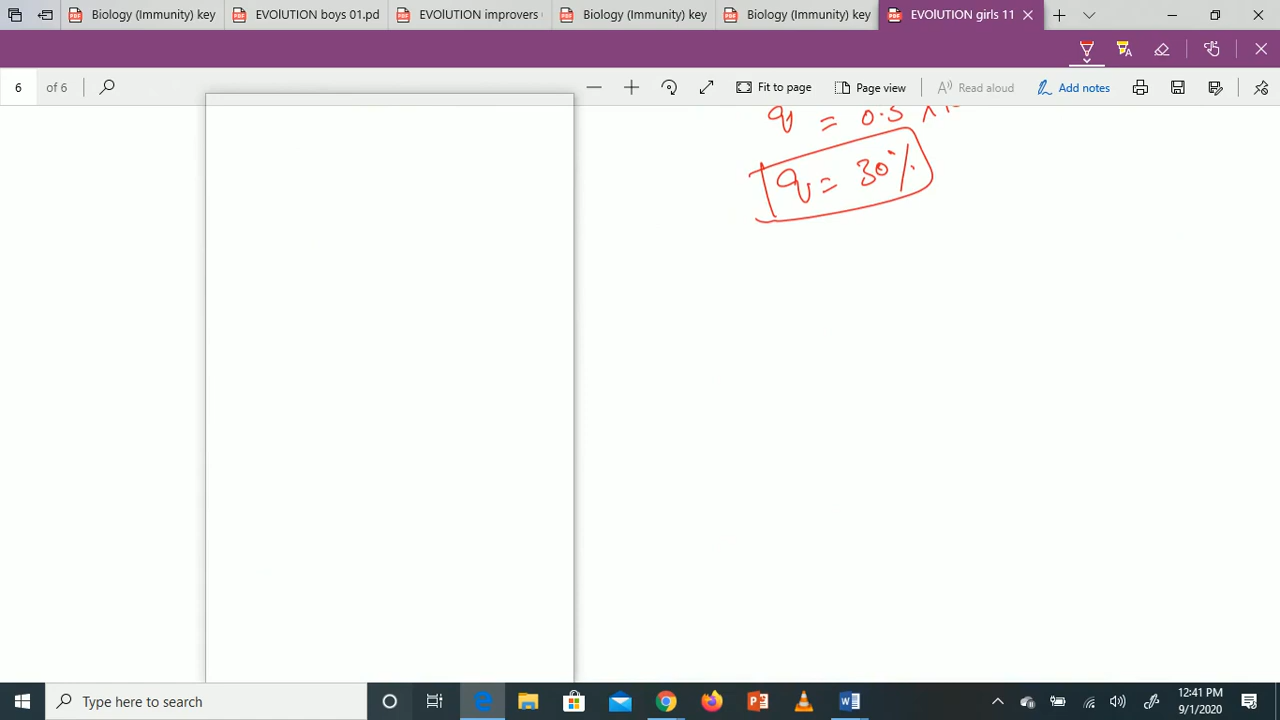 Biology (Immunity) key
EVOlUTION boys 01.pd
EVOlUTION improvers
Biology (Immunity) key
Biology (Immunity) key
EVOlUTION girls 11
6 of 6
Fit to page
Page view
Read aloud
Add notes
q =
q = 30%
Type here to search
12:41 PM
9/1/2020